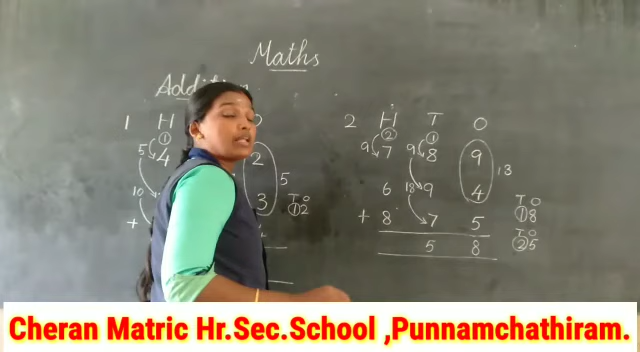 Maths
Addition
1 H O
①
5 4 2
5
10 3
T O
①2
+
2 H T O
② ①
9 7 9 8 9
13
6 18 9 4
T O
①8
+ 8 7 5
T O
5 8 ②5
Cheran Matric Hr.Sec.School ,Punnamchathiram.